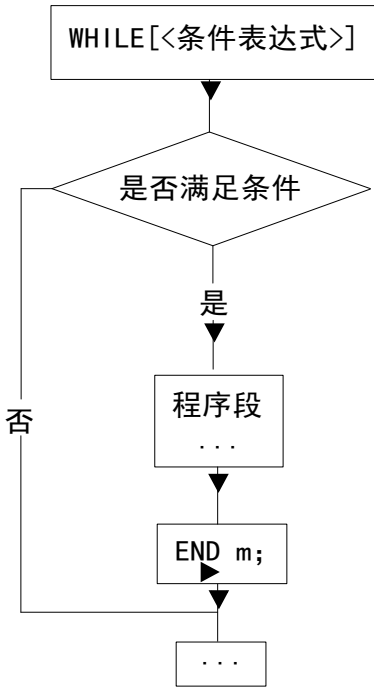 WHILE[<条件表达式>]
是否满足条件
是
程序段
...
否
END m;
...